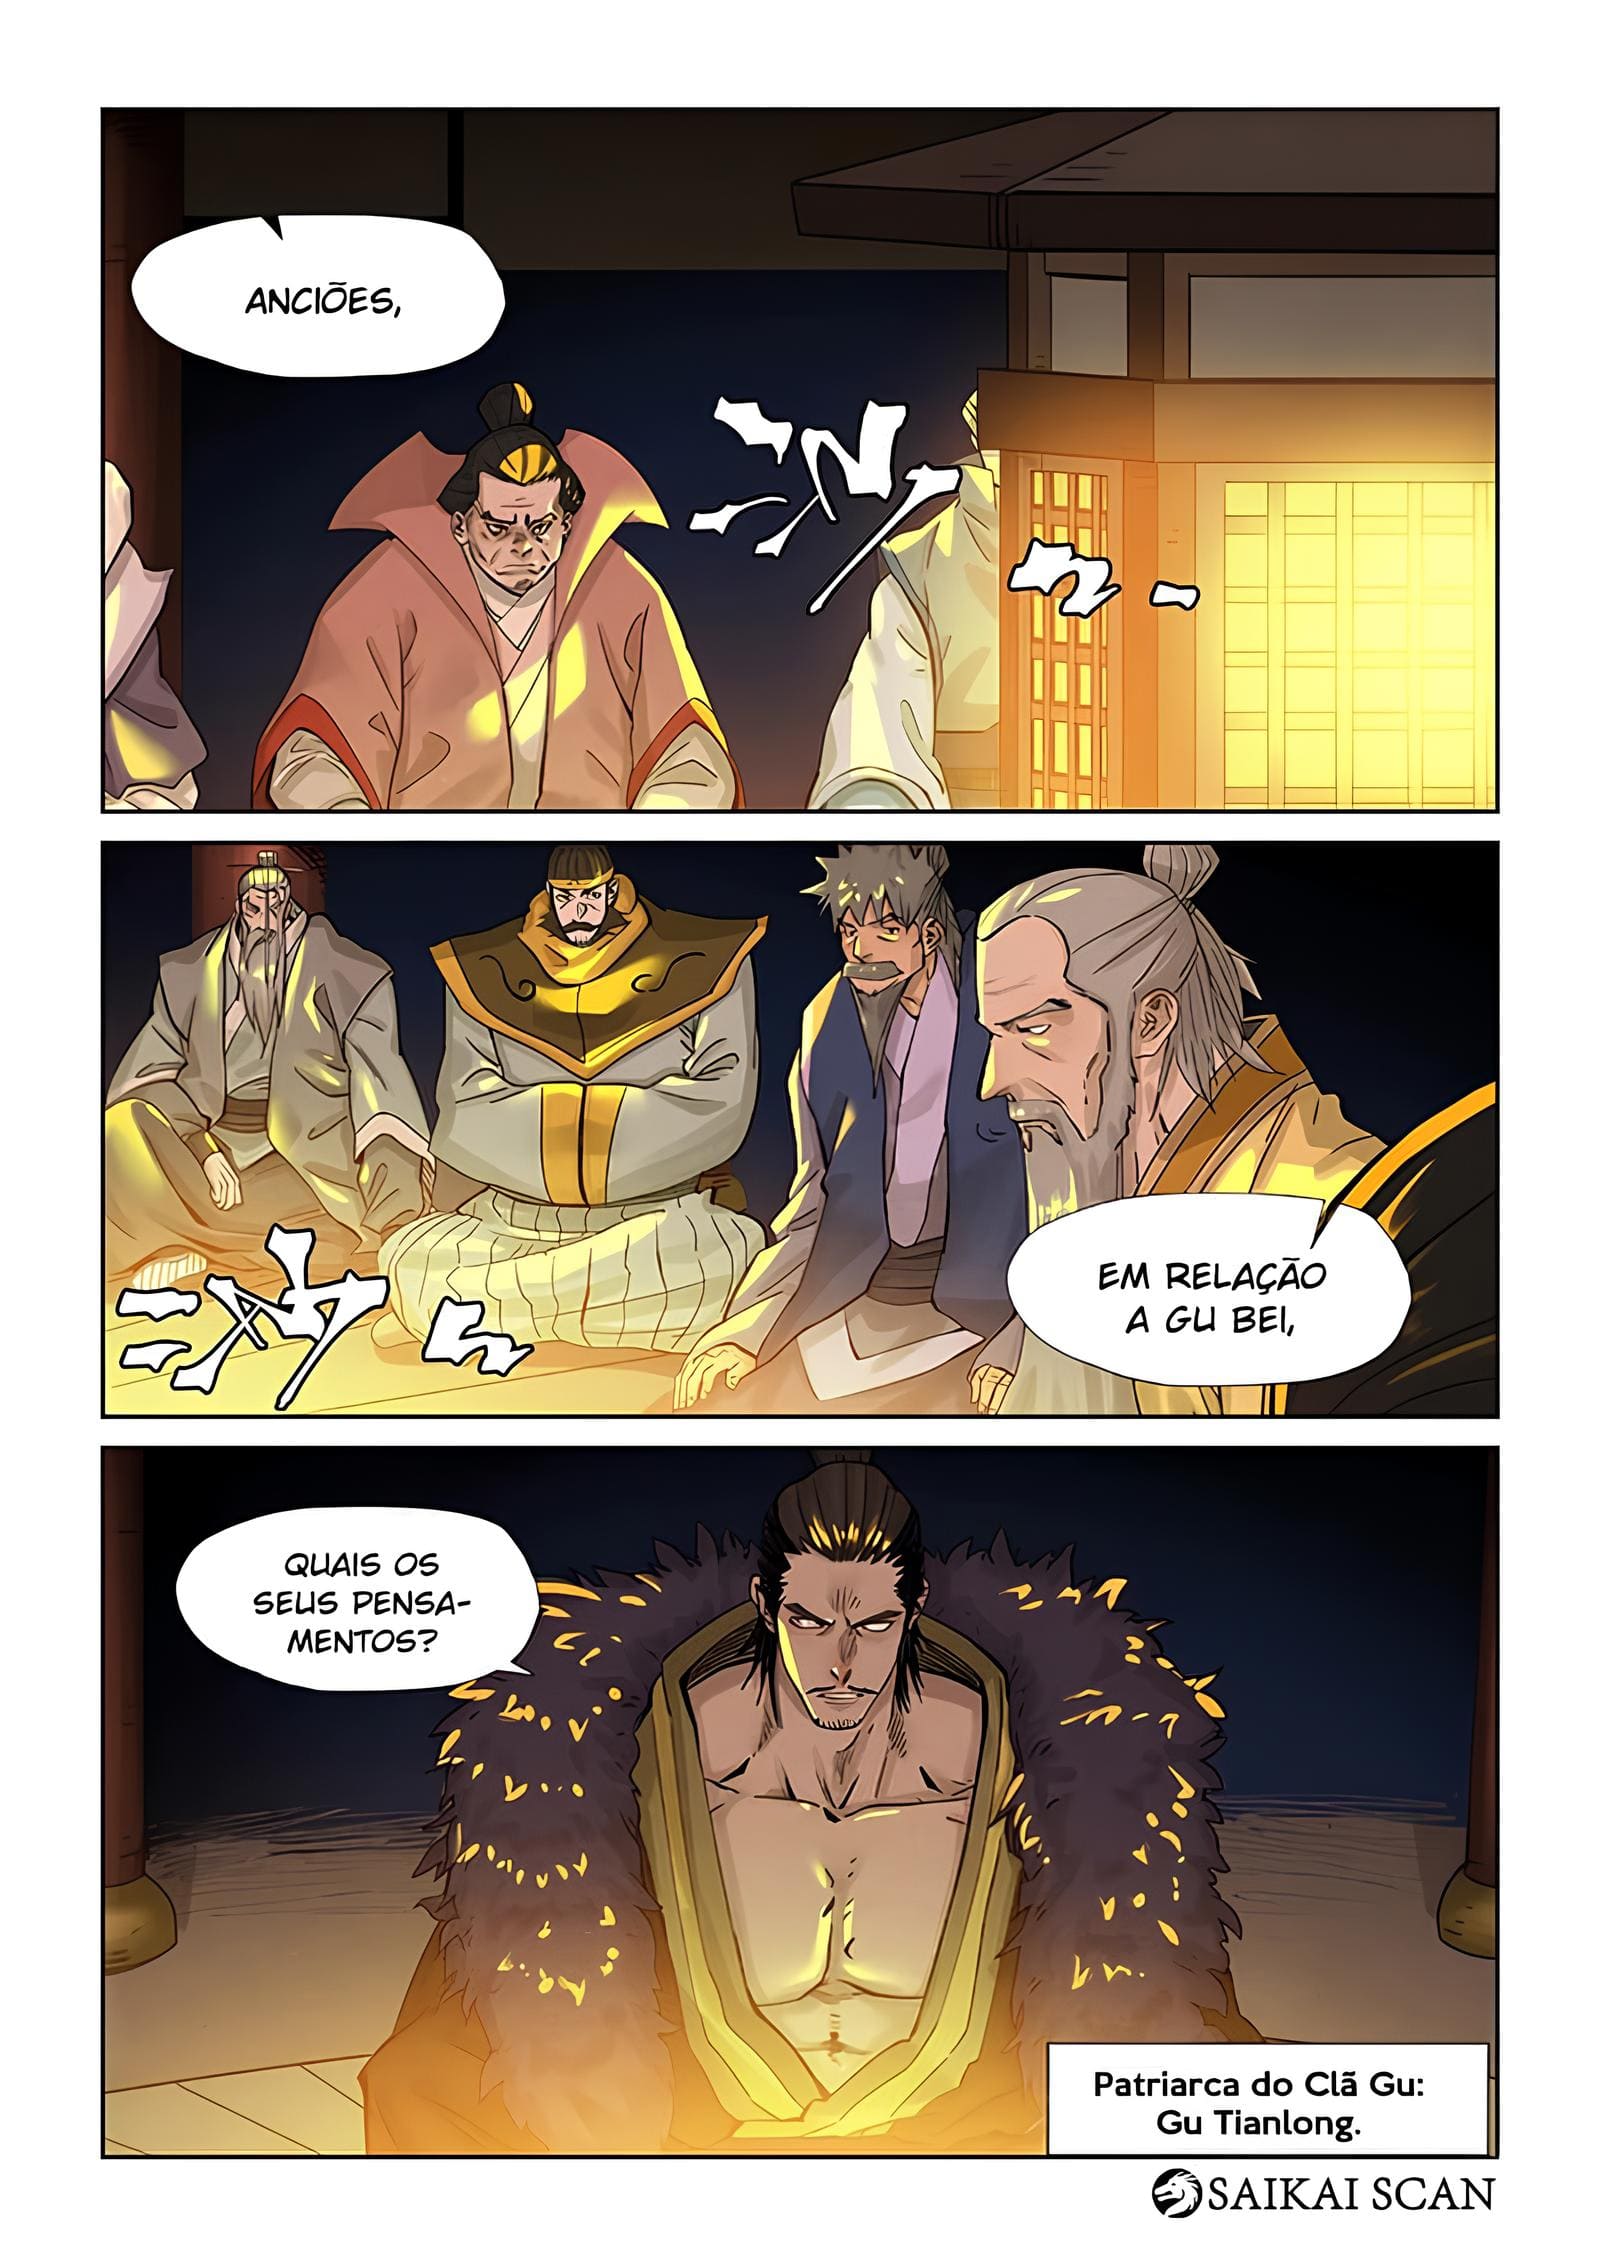 ANCIÕES,
EM RELAÇÃO
A GU BEI,
QUAIS OS
SEUS PENSA-
MENTOS?
Patriarca do Clã Gu:
Gu Tianlong.
SAIKAI SCAN